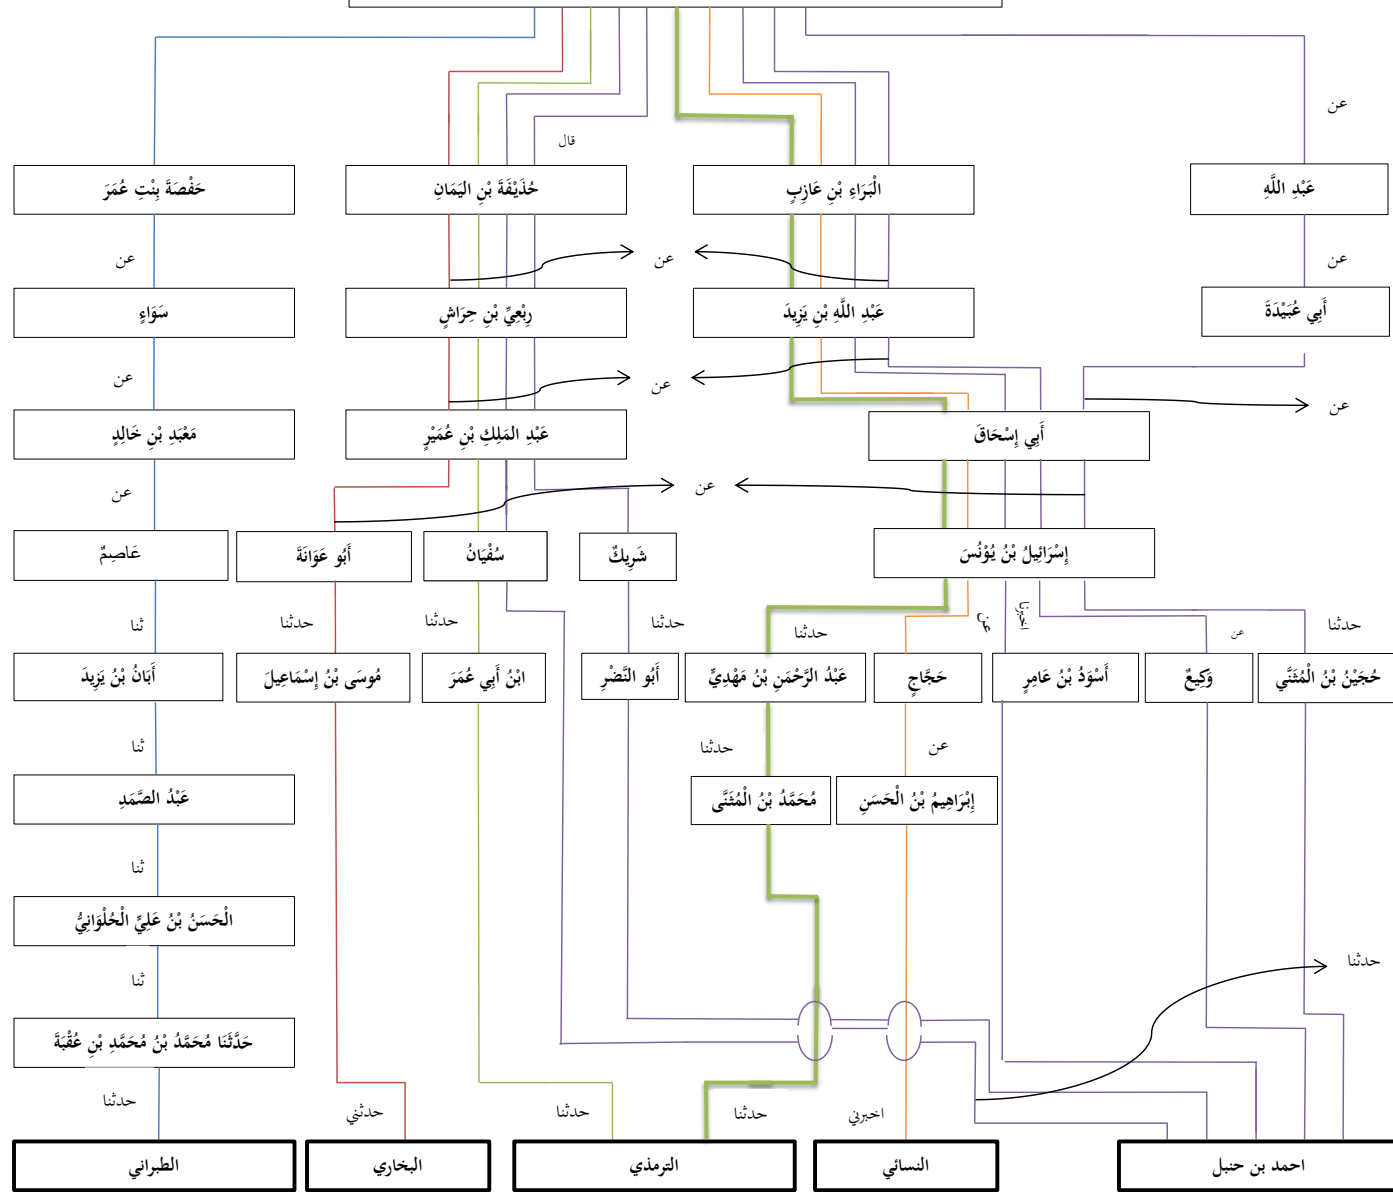 عن
قال
عَبْدِ اللَّهِ
الْبَرَاءِ بْنِ عَازِبٍ
حُذَيْفَةَ بْنِ اليَمَانِ
حَفْصَةَ بِنْتِ عُمَرَ
عن
عن
عن
أَبِي عُبَيْدَةَ
عَبْدِ اللَّهِ بْنِ يَزِيدَ
رِبْعِيِّ بْنِ حِرَاشٍ
سَوَاءٍ
عن
عن
عن
أَبِي إِسْحَاقَ
عَبْدِ المَلِكِ بْنِ عُمَيْرٍ
مَعْبَدِ بْنِ خَالِدٍ
عن
عن
إِسْرَائِيلُ بْنُ يُوْنُسَ
شَرِيكٌ
سُفْيَانُ
أَبُو عَوَانَةَ
عَاصِمٌ
حدثنا
عن
اخبرنا
عن
حدثنا
حدثنا
حدثنا
حدثنا
ثنا
حُجَيْنُ بْنُ الْمُثَنَّي
وَكِيعٌ
أَسْوَدُ بْنُ عَامِرٍ
حَجَّاجٍ
عَبْدُ الرَّحْمَنِ بْنُ مَهْدِيِّ
أَبُو النَّضْرِ
ابْنُ أَبِي عُمَرَ
مُوسَى بْنُ إِسْمَاعِيلَ
أَبَانُ بْنُ يَزِيدَ
عن
حدثنا
ثنا
إِبْرَاهِيمُ بْنُ الْحَسَنِ
مُحَمَّدُ بْنُ الْمُثَنَّى
عَبْدُ الصَّمَدِ
ثنا
الْحَسَنُ بْنُ عَلِيِّ الْحُلْوَانِيُّ
حدثنا
ثنا
حَدَّثَنَا مُحَمَّدُ بْنُ مُحَمَّدِ بْنِ عُقْبَةَ
اخبرني
حدثنا
حدثنا
حدثني
حدثنا
احمد بن حنبل
النسائي
الترمذي
البخاري
الطبراني